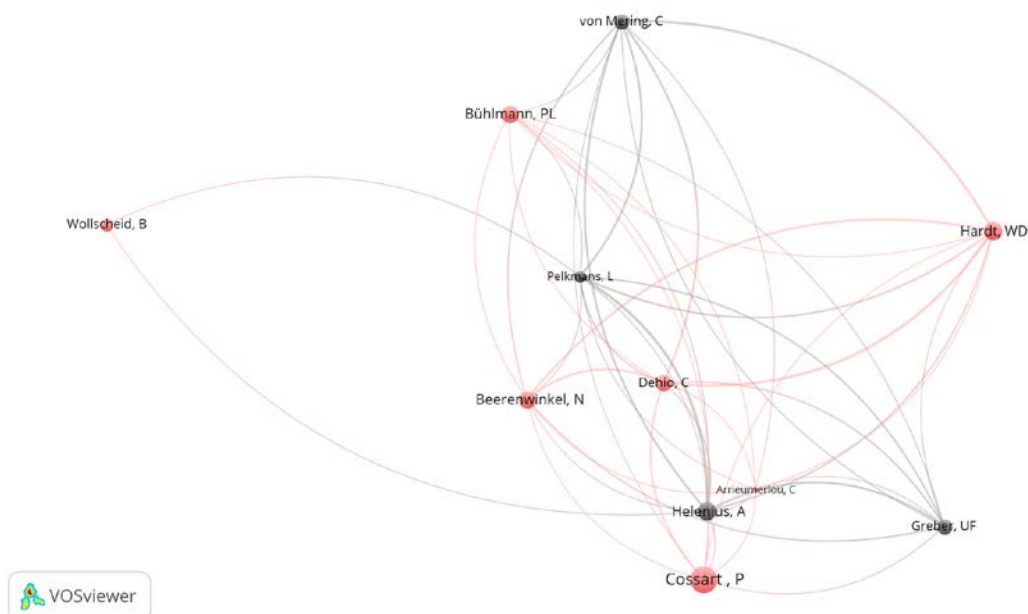 von Mering, C
Bühlmann, PL
Wollscheid, B
Hardt, WD
Pelkmans, L
Dehio, C
Beerenwinkel, N
Arrieumerlou, C
Helenius, A
Greber, UF
Cossart , P
VOSviewer